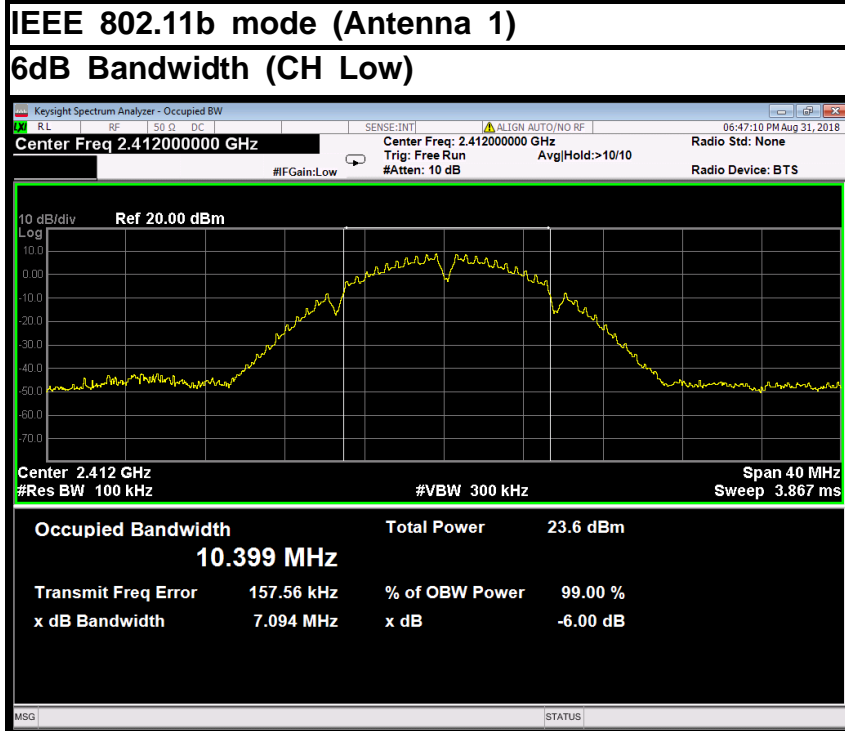 IEEE 802.11b mode (Antenna 1)
6dB Bandwidth (CH Low)
Keysight Spectrum Analyzer - Occupied BW
LXI RL RF 50 Ω DC SENSE:INT ALIGN AUTO/NO RF 06:47:10 PM Aug 31, 2018
Center Freq 2.412000000 GHz Center Freq: 2.412000000 GHz Radio Std: None
Trig: Free Run Avg|Hold:>10/10
#IFGain:Low #Atten: 10 dB Radio Device: BTS
10 dB/div Ref 20.00 dBm
Log
10.0
0.00
-10.0
-20.0
-30.0
-40.0
-50.0
-60.0
-70.0
Center 2.412 GHz Span 40 MHz
#Res BW 100 kHz #VBW 300 kHz Sweep 3.867 ms
Occupied Bandwidth Total Power 23.6 dBm
10.399 MHz
Transmit Freq Error 157.56 kHz % of OBW Power 99.00 %
x dB Bandwidth 7.094 MHz x dB -6.00 dB
MSG STATUS